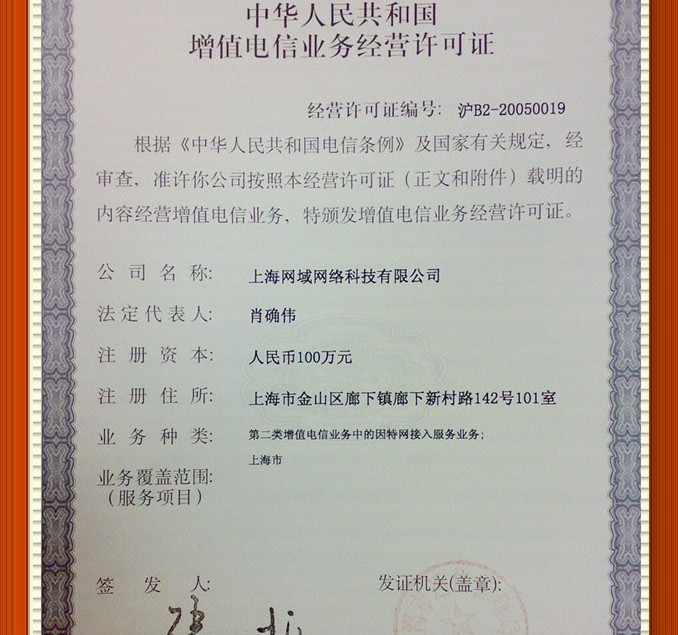 中华人民共和国
增值电信业务经营许可证
经营许可证编号: 沪B2-20050019
根据《中华人民共和国电信条例》及国家有关规定，经
审查，准许你公司按照本经营许可证（正文和附件）载明的
内容经营增值电信业务，特颁发增值电信业务经营许可证。
公司名称: 上海网域网络科技有限公司
法定代表人: 肖确伟
注册资本: 人民币100万元
注册住所: 上海市金山区廊下镇廊下新村路142号101室
业务种类: 第二类增值电信业务中的因特网接入服务业务;
上海市
业务覆盖范围:
（服务项目）
签发人: 发证机关(盖章):